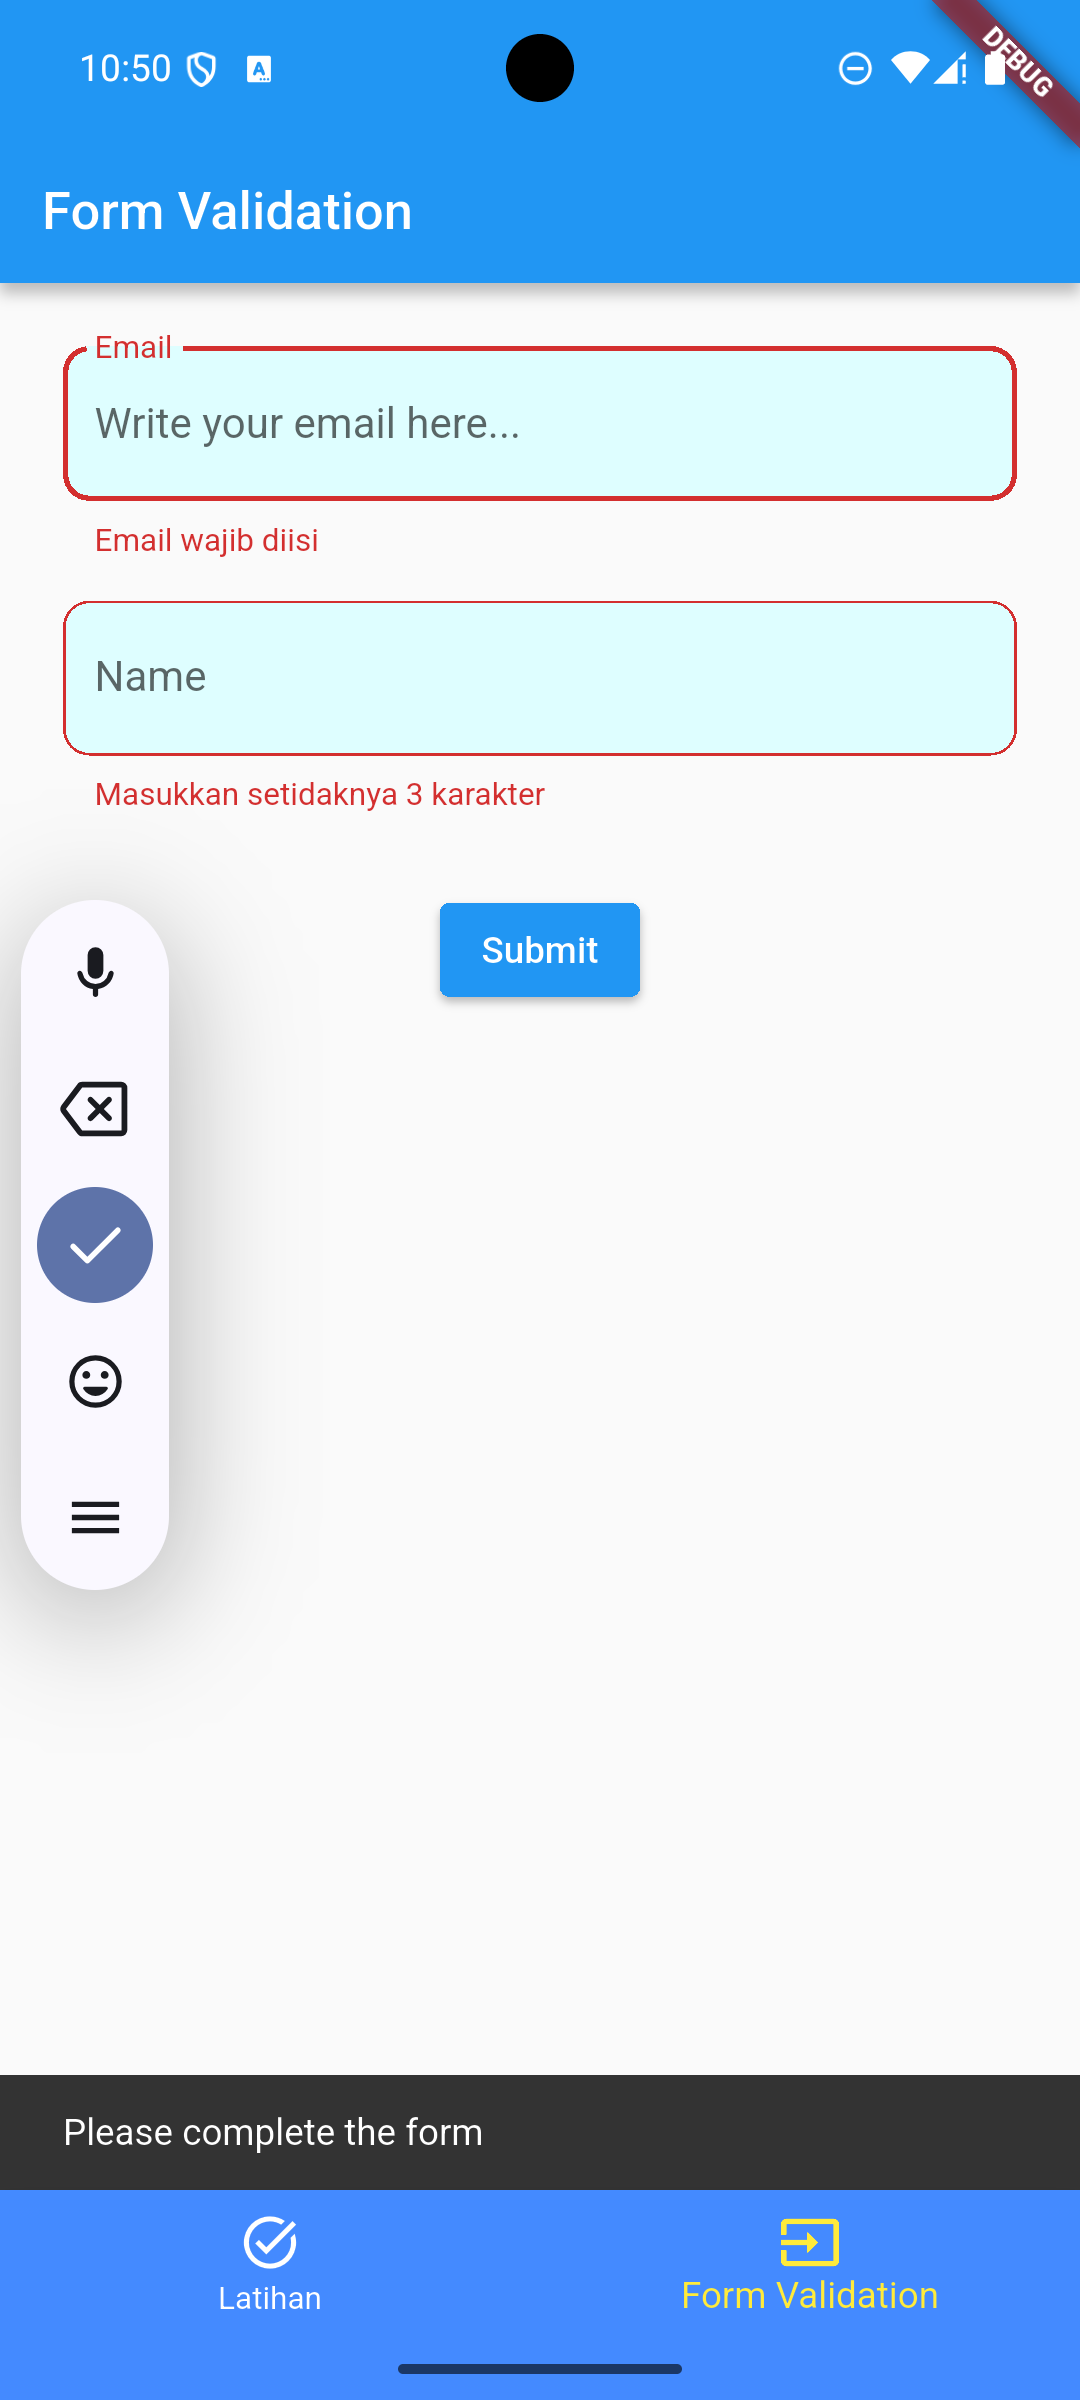 10:50
DEBUG
Form Validation
Email
Write your email here...
Email wajib diisi
Name
Masukkan setidaknya 3 karakter
Submit
Please complete the form
Latihan
Form Validation